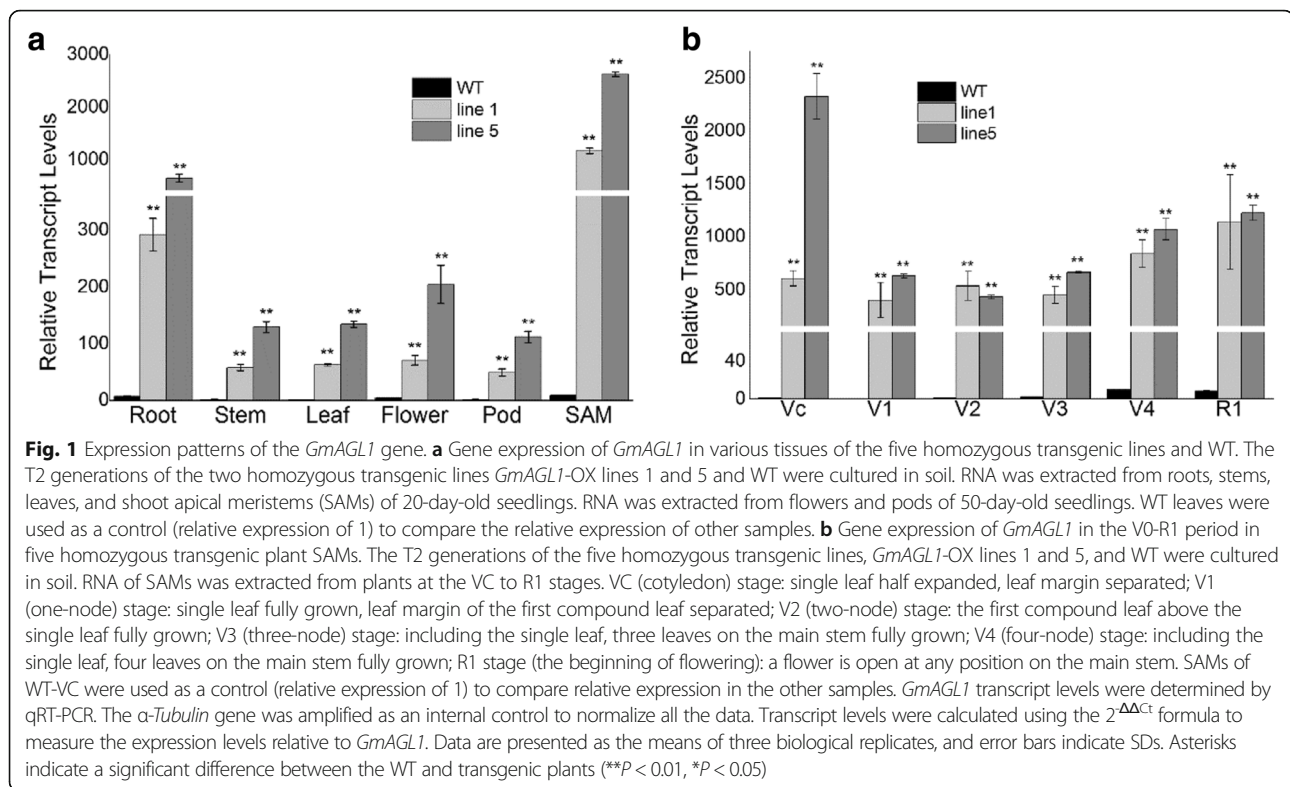 a
Relative Transcript Levels
3000
2000
1000
300
200
100
0
WT
line 1
line 5
** ** ** ** ** ** ** ** ** ** ** **
Root Stem Leaf Flower Pod SAM
b
Relative Transcript Levels
2500
2000
1500
1000
500
40
0
WT
line1
line5
** ** ** ** ** ** ** ** ** ** ** **
Vc V1 V2 V3 V4 R1
Fig. 1 Expression patterns of the GmAGL1 gene. a Gene expression of GmAGL1 in various tissues of the five homozygous transgenic lines and WT. The
T2 generations of the two homozygous transgenic lines GmAGL1-OX lines 1 and 5 and WT were cultured in soil. RNA was extracted from roots, stems,
leaves, and shoot apical meristems (SAMs) of 20-day-old seedlings. RNA was extracted from flowers and pods of 50-day-old seedlings. WT leaves were
used as a control (relative expression of 1) to compare the relative expression of other samples. b Gene expression of GmAGL1 in the V0-R1 period in
five homozygous transgenic plant SAMs. The T2 generations of the five homozygous transgenic lines, GmAGL1-OX lines 1 and 5, and WT were cultured
in soil. RNA of SAMs was extracted from plants at the VC to R1 stages. VC (cotyledon) stage: single leaf half expanded, leaf margin separated; V1
(one-node) stage: single leaf fully grown, leaf margin of the first compound leaf separated; V2 (two-node) stage: the first compound leaf above the
single leaf fully grown; V3 (three-node) stage: including the single leaf, three leaves on the main stem fully grown; V4 (four-node) stage: including the
single leaf, four leaves on the main stem fully grown; R1 stage (the beginning of flowering): a flower is open at any position on the main stem. SAMs of
WT-VC were used as a control (relative expression of 1) to compare relative expression in the other samples. GmAGL1 transcript levels were determined by
qRT-PCR. The α-Tubulin gene was amplified as an internal control to normalize all the data. Transcript levels were calculated using the 2-ΔΔCt formula to
measure the expression levels relative to GmAGL1. Data are presented as the means of three biological replicates, and error bars indicate SDs. Asterisks
indicate a significant difference between the WT and transgenic plants (**P < 0.01, *P < 0.05)